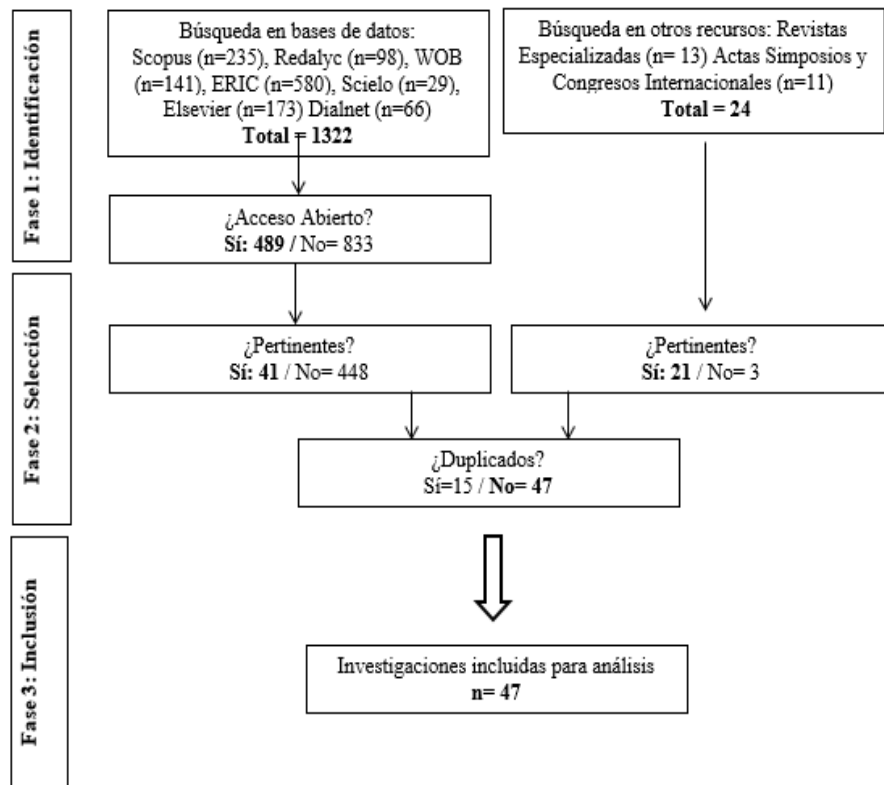 Fase 1: Identificación
Búsqueda en bases de datos:
Scopus (n=235), Redalyc (n=98), WOB
(n=141), ERIC (n=580), Scielo (n=29),
Elsevier (n=173) Dialnet (n=66)
Total = 1322
Búsqueda en otros recursos: Revistas
Especializadas (n= 13) Actas Simposios y
Congresos Internacionales (n=11)
Total = 24
¿Acceso Abierto?
Sí: 489 / No= 833
Fase 2: Selección
¿Pertinentes?
Sí: 41 / No= 448
¿Pertinentes?
Sí: 21 / No= 3
¿Duplicados?
Sí=15 / No= 47
Fase 3: Inclusión
Investigaciones incluidas para análisis
n= 47